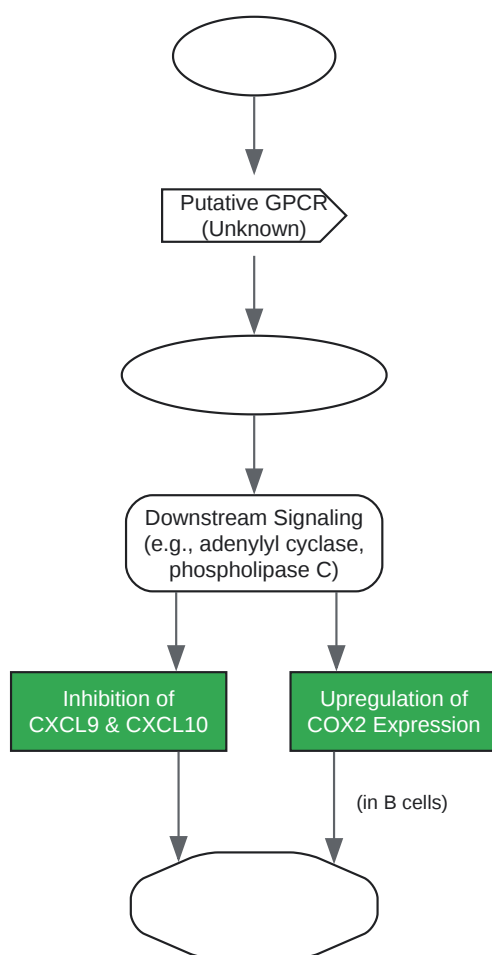 Putative GPCR
(Unknown)
Downstream Signaling
(e.g., adenylyl cyclase,
phospholipase C)
Inhibition of
CXCL9 & CXCL10
Upregulation of
COX2 Expression
(in B cells)